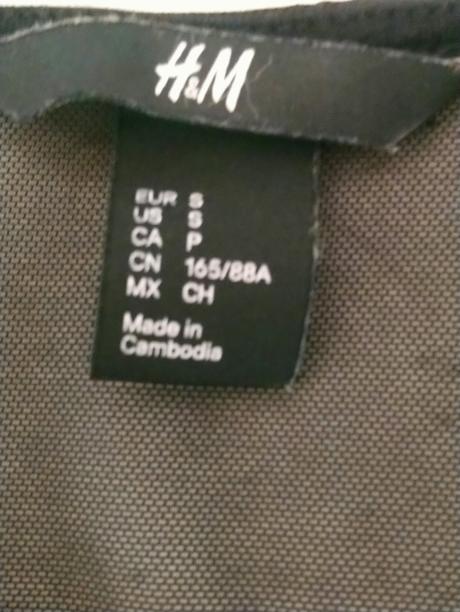 H&M
EUR S
US S
CA P
CN 165/88A
MX CH
Made in
Cambodia